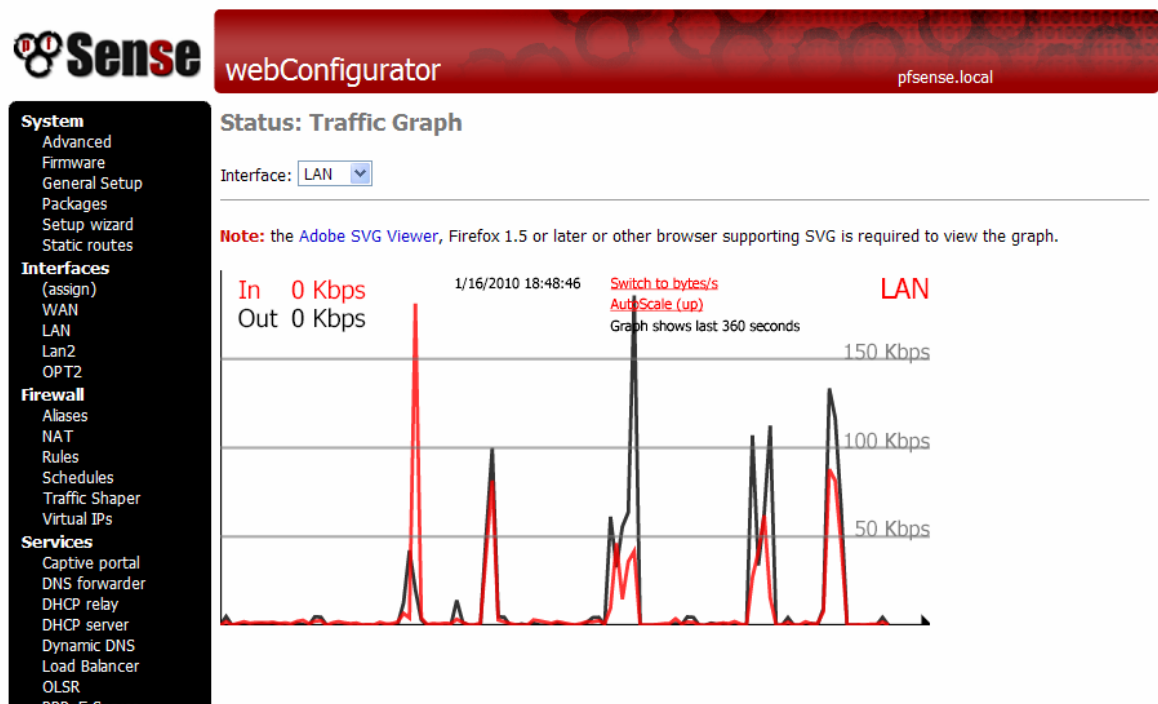 pf Sense
webConfigurator
pfsense.local
System
Advanced
Firmware
General Setup
Packages
Setup wizard
Static routes
Interfaces
(assign)
WAN
LAN
Lan2
OPT2
Firewall
Aliases
NAT
Rules
Schedules
Traffic Shaper
Virtual IPs
Services
Captive portal
DNS forwarder
DHCP relay
DHCP server
Dynamic DNS
Load Balancer
OLSR
Status: Traffic Graph
Interface: LAN
Note: the Adobe SVG Viewer, Firefox 1.5 or later or other browser supporting SVG is required to view the graph.
In 0 Kbps
Out 0 Kbps
1/16/2010 18:48:46
Switch to bytes/s
AutoScale (up)
Graph shows last 360 seconds
LAN
150 Kbps
100 Kbps
50 Kbps